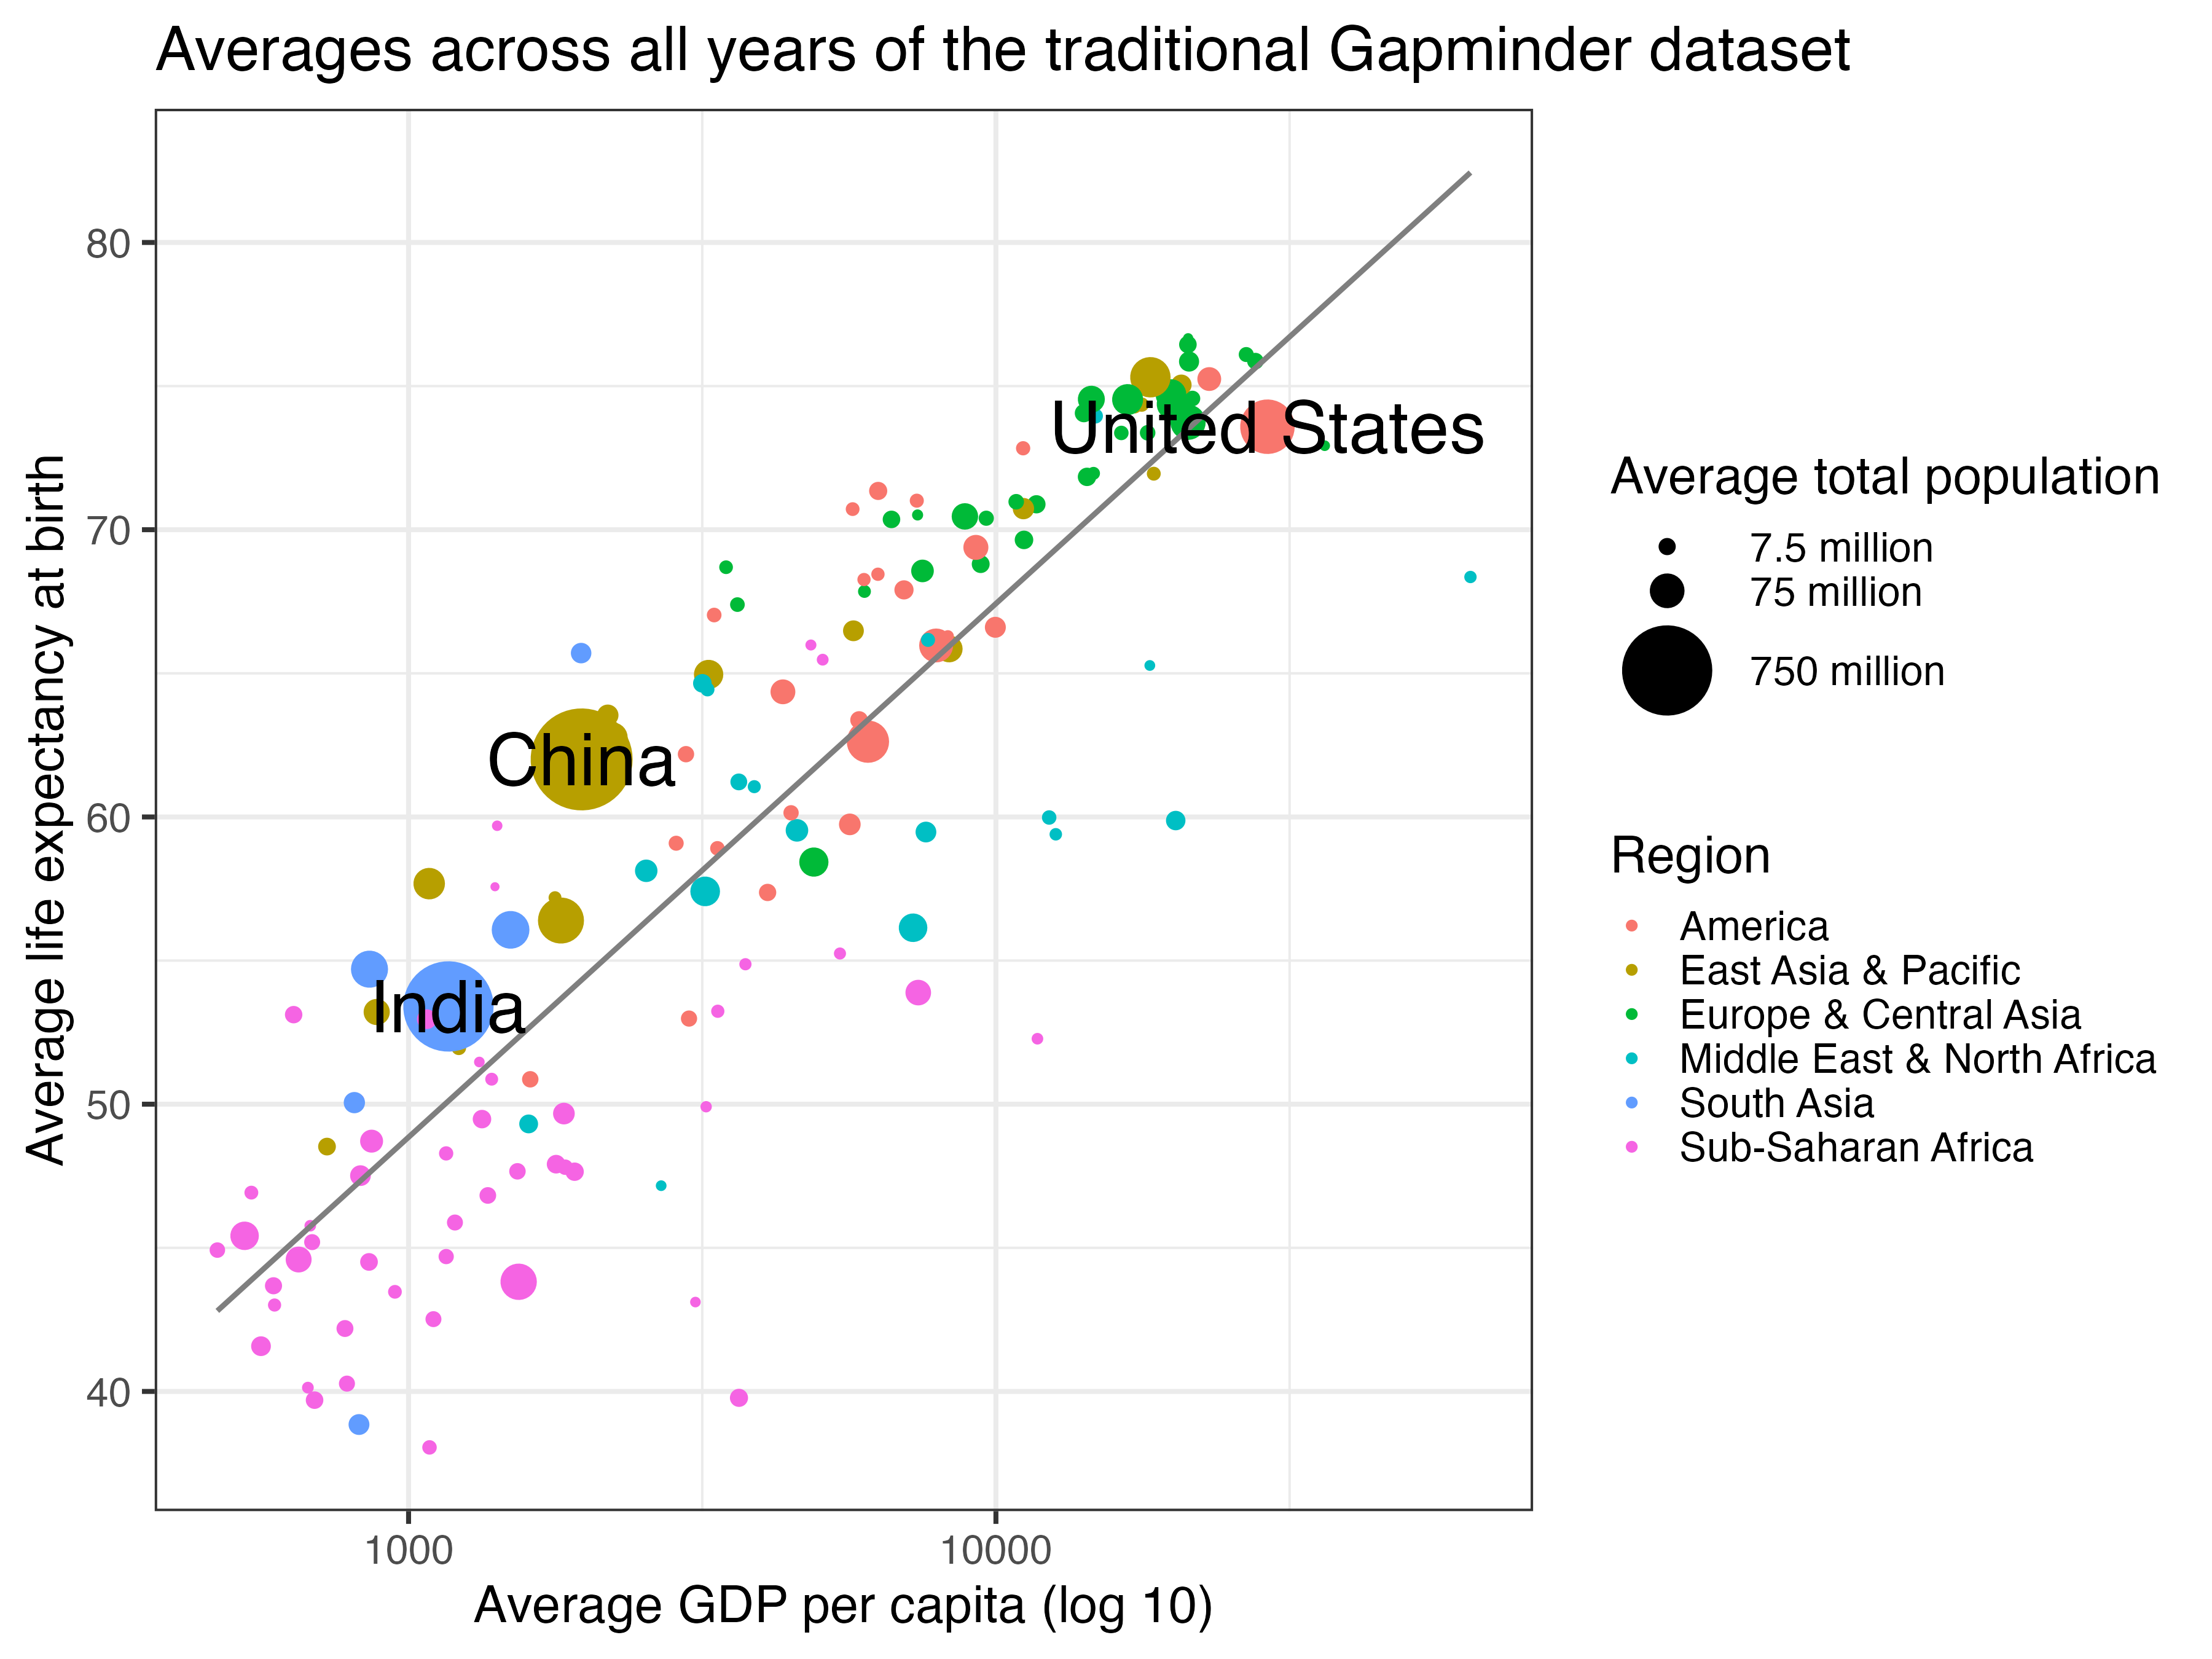 Averages across all years of the traditional Gapminder dataset
Average life expectancy at birth
80
70
60
50
40
United States
China
India
1000
10000
Average GDP per capita (log 10)
Average total population
7.5 million
75 million
750 million
Region
America
East Asia & Pacific
Europe & Central Asia
Middle East & North Africa
South Asia
Sub-Saharan Africa